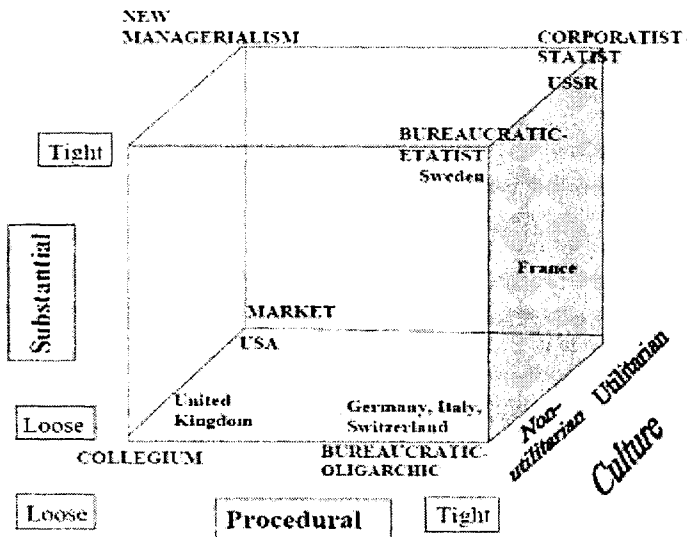 NEW
MANAGERIALISM
CORPORATIST
STATIST
USSR
Tight
BUREAUCRATIC-
ETATIST
Sweden
Substantial
France
MARKET
USA
United
Kingdom
Germany, Italy,
Switzerland
Loose
COLLEGIUM
BUREAUCRATIC-
OLIGARCHIC
Non-
utilitarian
Utilitarian
Culture
Loose
Procedural
Tight